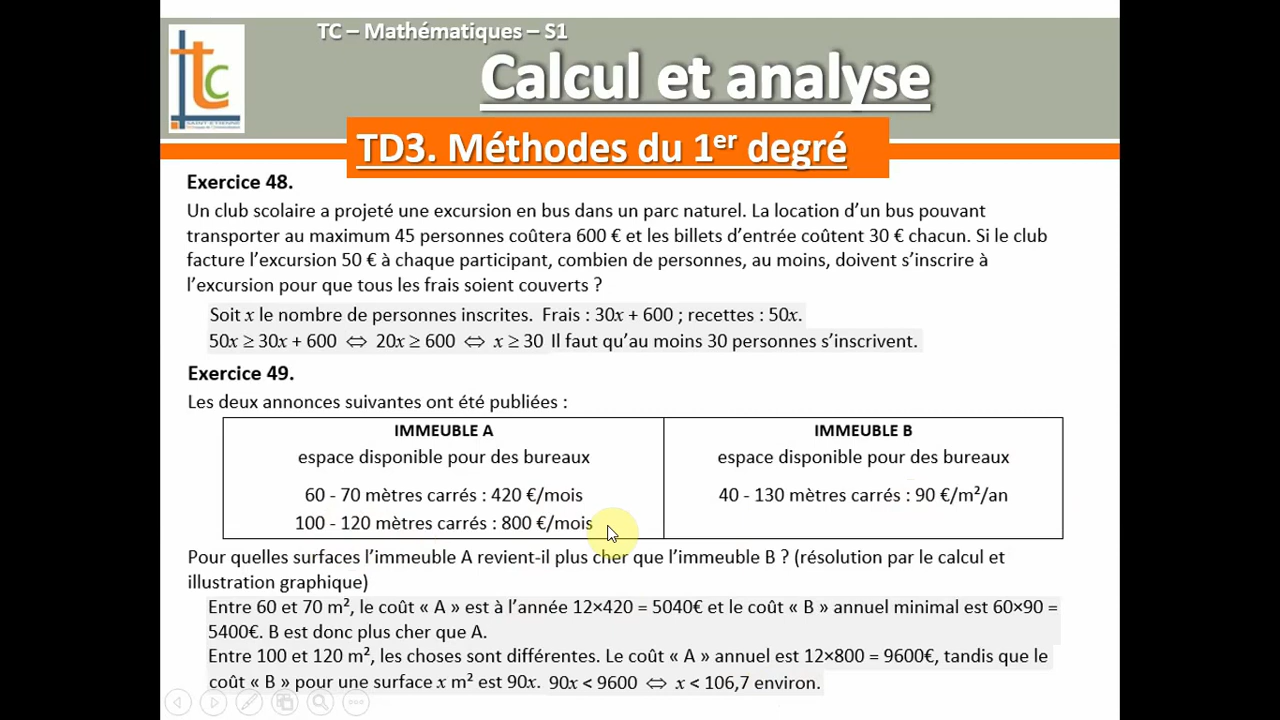 TC – Mathématiques – S1
Calcul et analyse
tc
SAINT-ETIENNE
TD3. Méthodes du 1er degré
Exercice 48.
Un club scolaire a projeté une excursion en bus dans un parc naturel. La location d’un bus pouvant
transporter au maximum 45 personnes coûtera 600 € et les billets d’entrée coûtent 30 € chacun. Si le club
facture l’excursion 50 € à chaque participant, combien de personnes, au moins, doivent s’inscrire à
l’excursion pour que tous les frais soient couverts ?
Soit x le nombre de personnes inscrites. Frais : 30x + 600 ; recettes : 50x.
50x ≥ 30x + 600 ⇔ 20x ≥ 600 ⇔ x ≥ 30 Il faut qu’au moins 30 personnes s’inscrivent.
Exercice 49.
Les deux annonces suivantes ont été publiées :
IMMEUBLE A
espace disponible pour des bureaux
60 - 70 mètres carrés : 420 €/mois
100 - 120 mètres carrés : 800 €/mois
IMMEUBLE B
espace disponible pour des bureaux
40 - 130 mètres carrés : 90 €/m²/an
Pour quelles surfaces l’immeuble A revient-il plus cher que l’immeuble B ? (résolution par le calcul et
illustration graphique)
Entre 60 et 70 m², le coût « A » est à l’année 12×420 = 5040€ et le coût « B » annuel minimal est 60×90 =
5400€. B est donc plus cher que A.
Entre 100 et 120 m², les choses sont différentes. Le coût « A » annuel est 12×800 = 9600€, tandis que le
coût « B » pour une surface x m² est 90x. 90x < 9600 ⇔ x < 106,7 environ.